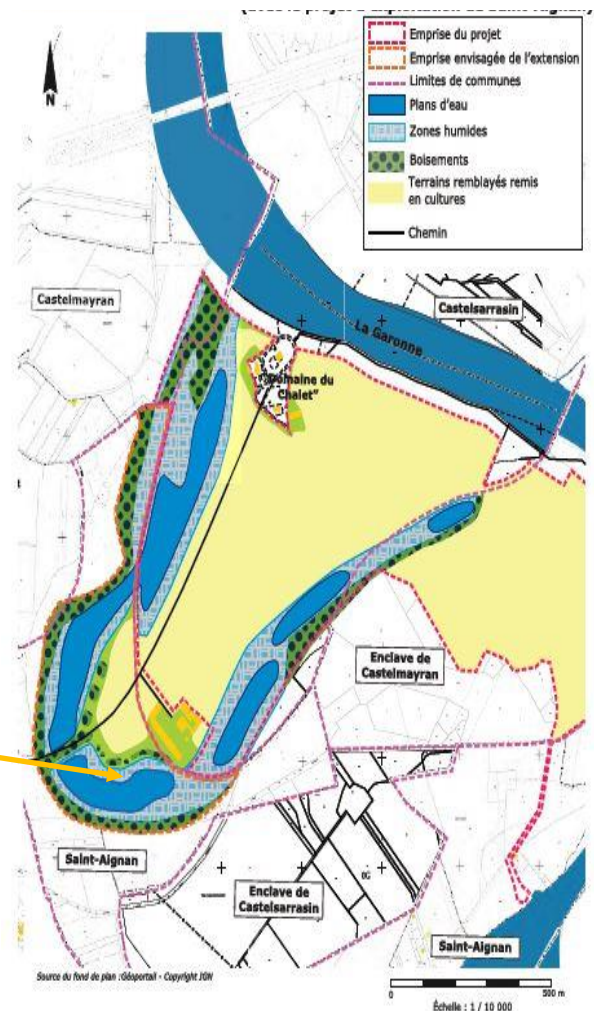 Emprise du projet
Emprise envisagée de l'extension
Limites de communes
Plans d'eau
Zones humides
Boisements
Terrains remblayés remis
en cultures
Chemin
N
Castelmayran
Castelsarrasin
La Garonne
"Domaine du
Chalet"
Enclave de
Castelmayran
Saint-Aignan
Enclave de
Castelsarrasin
Saint-Aignan
Source du fond de plan :Géoportail - Copyright IGN
0 500 m
Échelle : 1 / 10 000